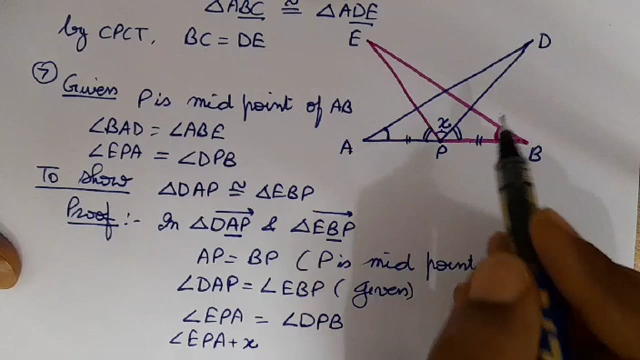 △ABC ≅ △ADE
by CPCT, BC = DE
⑦ Given P is mid point of AB
∠BAD = ∠ABE
∠EPA = ∠DPB
To show △DAP ≅ △EBP
Proof :- In △DAP & △EBP
AP = BP ( P is mid point
∠DAP = ∠EBP ( given )
∠EPA = ∠DPB
∠EPA + x
E D
x
A P B